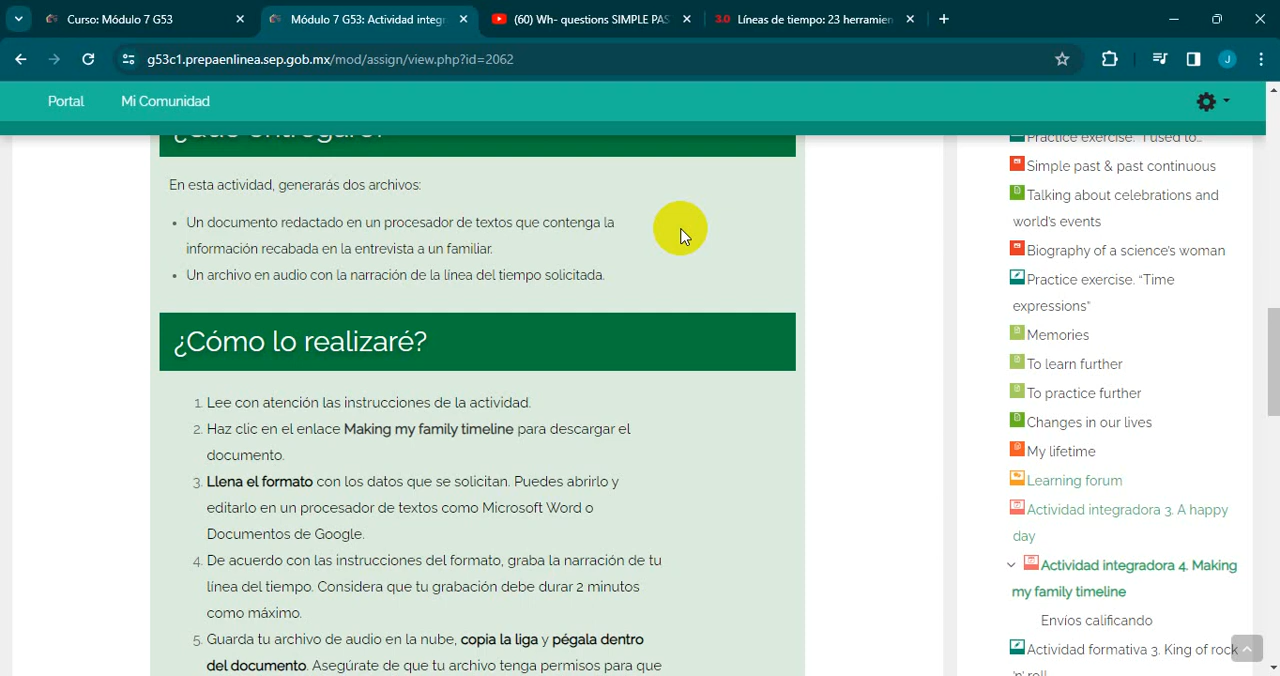 Curso: Módulo 7 G53
Módulo 7 G53: Actividad integr
(60) Wh- questions SIMPLE PAS
3.0 Líneas de tiempo: 23 herramien
g53c1.prepaenlinea.sep.gob.mx/mod/assign/view.php?id=2062
J
Portal
Mi Comunidad
¿Qué entregaré?
En esta actividad, generarás dos archivos:
Un documento redactado en un procesador de textos que contenga la
información recabada en la entrevista a un familiar.
Un archivo en audio con la narración de la línea del tiempo solicitada.
¿Cómo lo realizaré?
1. Lee con atención las instrucciones de la actividad.
2. Haz clic en el enlace Making my family timeline para descargar el
documento.
3. Llena el formato con los datos que se solicitan. Puedes abrirlo y
editarlo en un procesador de textos como Microsoft Word o
Documentos de Google.
4. De acuerdo con las instrucciones del formato, graba la narración de tu
línea del tiempo. Considera que tu grabación debe durar 2 minutos
como máximo.
5. Guarda tu archivo de audio en la nube, copia la liga y pégala dentro
del documento. Asegúrate de que tu archivo tenga permisos para que
Practice exercise. "I used to...
Simple past & past continuous
Talking about celebrations and
world's events
Biography of a science's woman
Practice exercise. "Time
expressions"
Memories
To learn further
To practice further
Changes in our lives
My lifetime
Learning forum
Actividad integradora 3. A happy
day
Actividad integradora 4. Making
my family timeline
Envíos calificando
Actividad formativa 3. King of rock
'n' roll